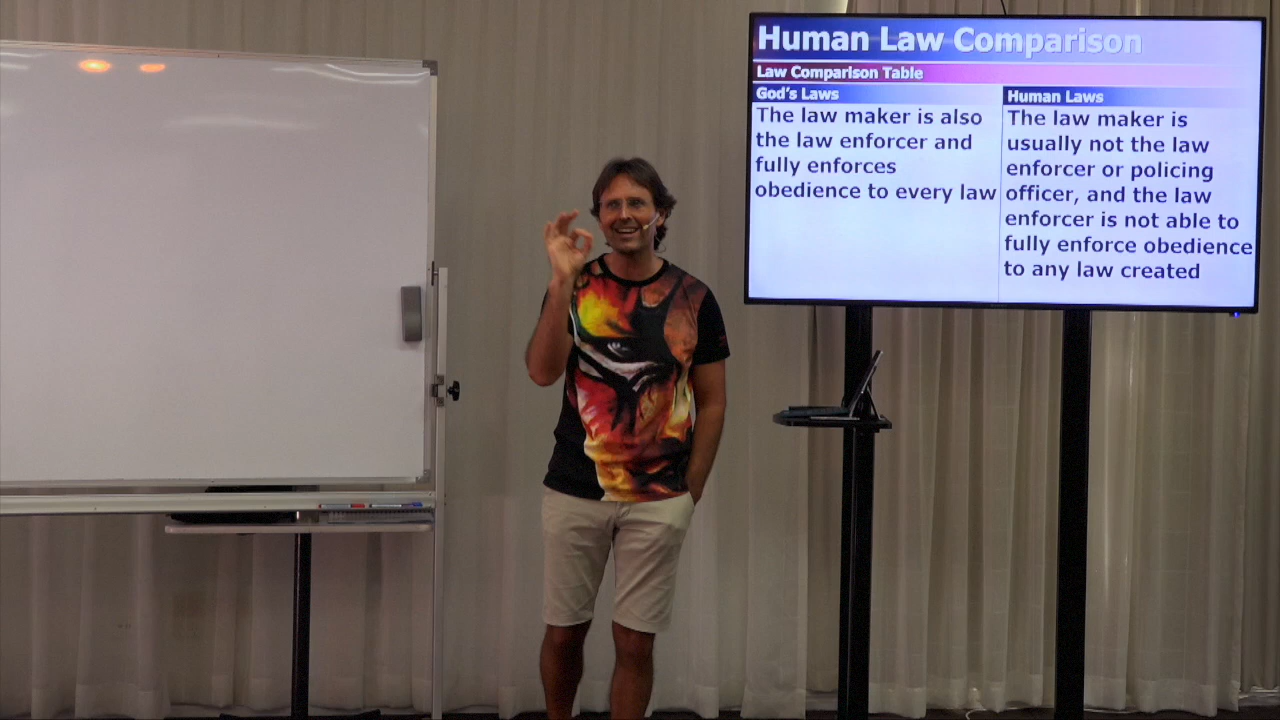 Human Law Comparison
Law Comparison Table
God's Laws
The law maker is also
the law enforcer and
fully enforces
obedience to every law
Human Laws
The law maker is
usually not the law
enforcer or policing
officer, and the law
enforcer is not able to
fully enforce obedience
to any law created